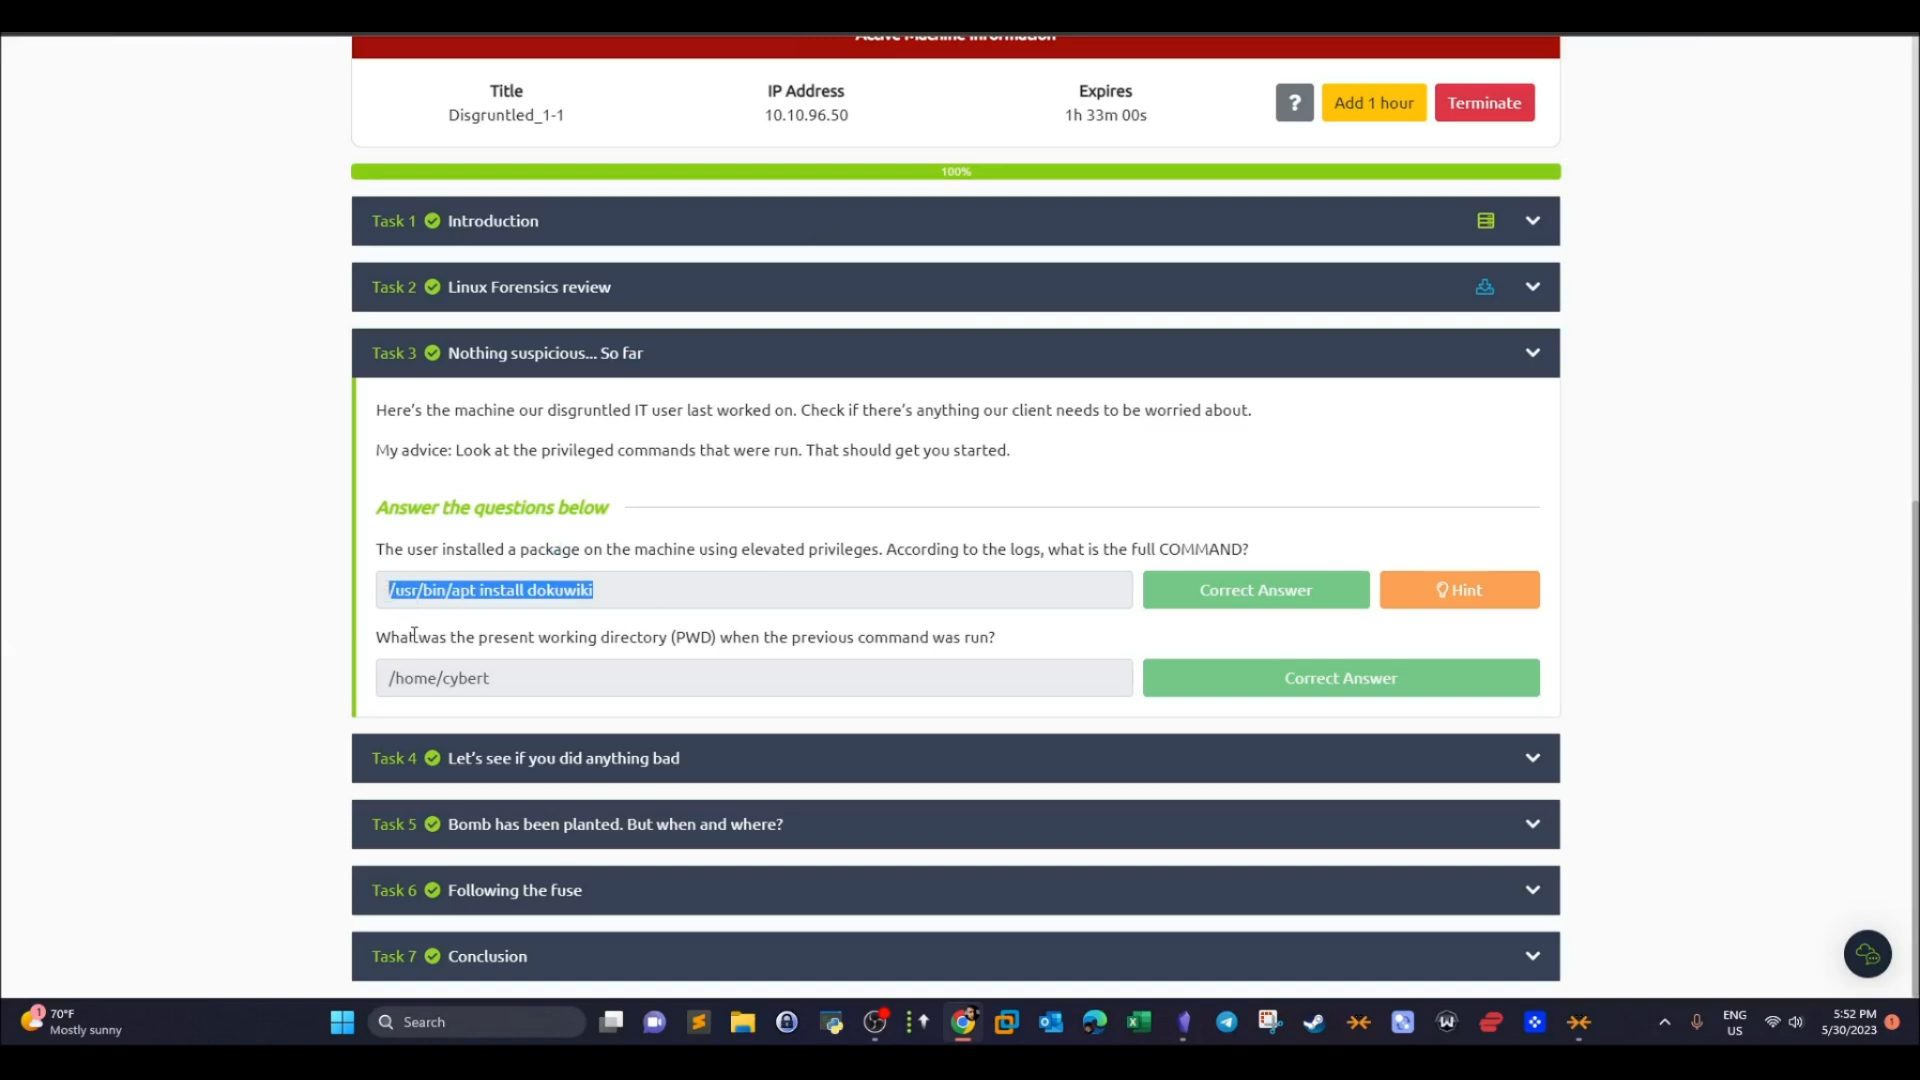 Active Machine Information
Title
Disgruntled_1-1
IP Address
10.10.96.50
Expires
1h 33m 00s
?
Add 1 hour
Terminate
100%
Task 1 Introduction
Task 2 Linux Forensics review
Task 3 Nothing suspicious... So far
Here's the machine our disgruntled IT user last worked on. Check if there's anything our client needs to be worried about.
My advice: Look at the privileged commands that were run. That should get you started.
Answer the questions below
The user installed a package on the machine using elevated privileges. According to the logs, what is the full COMMAND?
/usr/bin/apt install dokuwiki
Correct Answer
Hint
What was the present working directory (PWD) when the previous command was run?
/home/cybert
Correct Answer
Task 4 Let's see if you did anything bad
Task 5 Bomb has been planted. But when and where?
Task 6 Following the fuse
Task 7 Conclusion
1
70°F
Mostly sunny
Search
ENG
US
5:52 PM
5/30/2023
1